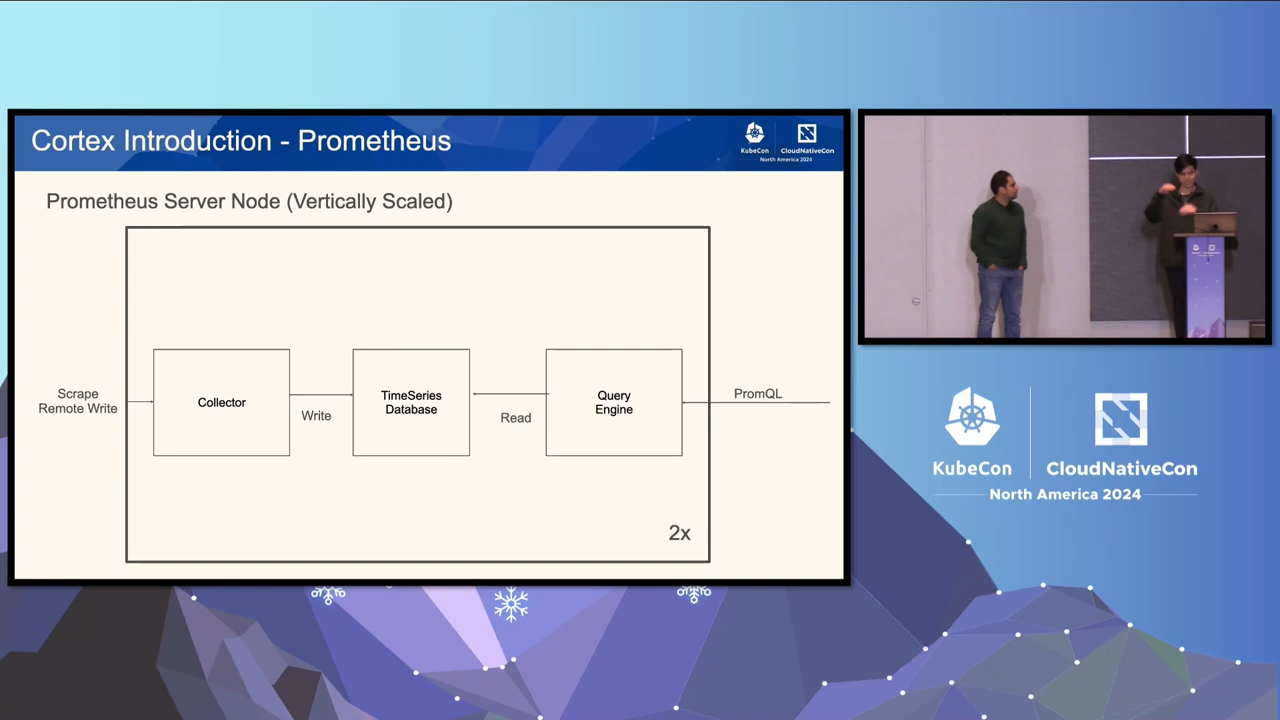 Cortex Introduction - Prometheus
KubeCon
CloudNativeCon
North America 2024
Prometheus Server Node (Vertically Scaled)
Scrape
Remote Write
Collector
Write
TimeSeries
Database
Read
Query
Engine
PromQL
2x
KubeCon
CloudNativeCon
North America 2024